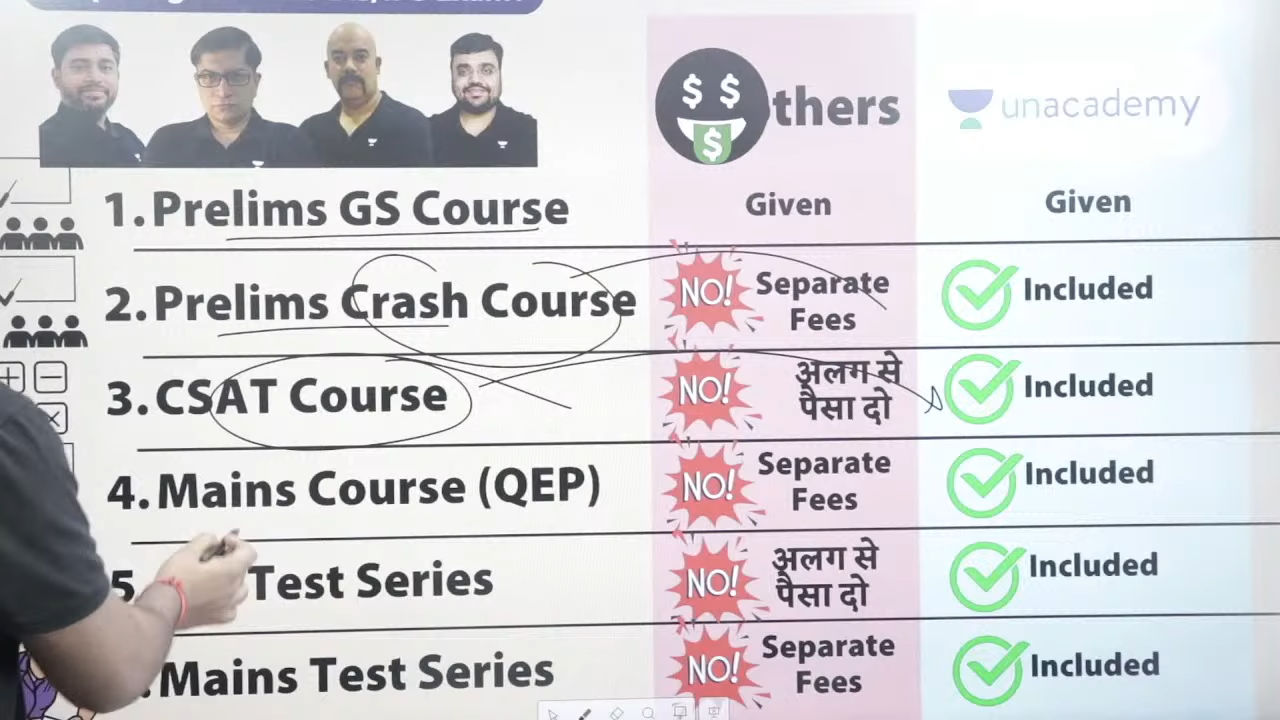 thers
unacademy
1. Prelims GS Course
Given
Given
2. Prelims Crash Course
NO!
Separate
Fees
Included
3. CSAT Course
NO!
अलग से
पैसा दो
Included
4. Mains Course (QEP)
NO!
Separate
Fees
Included
5.
Test Series
NO!
अलग से
पैसा दो
Included
Mains Test Series
NO!
Separate
Fees
Included